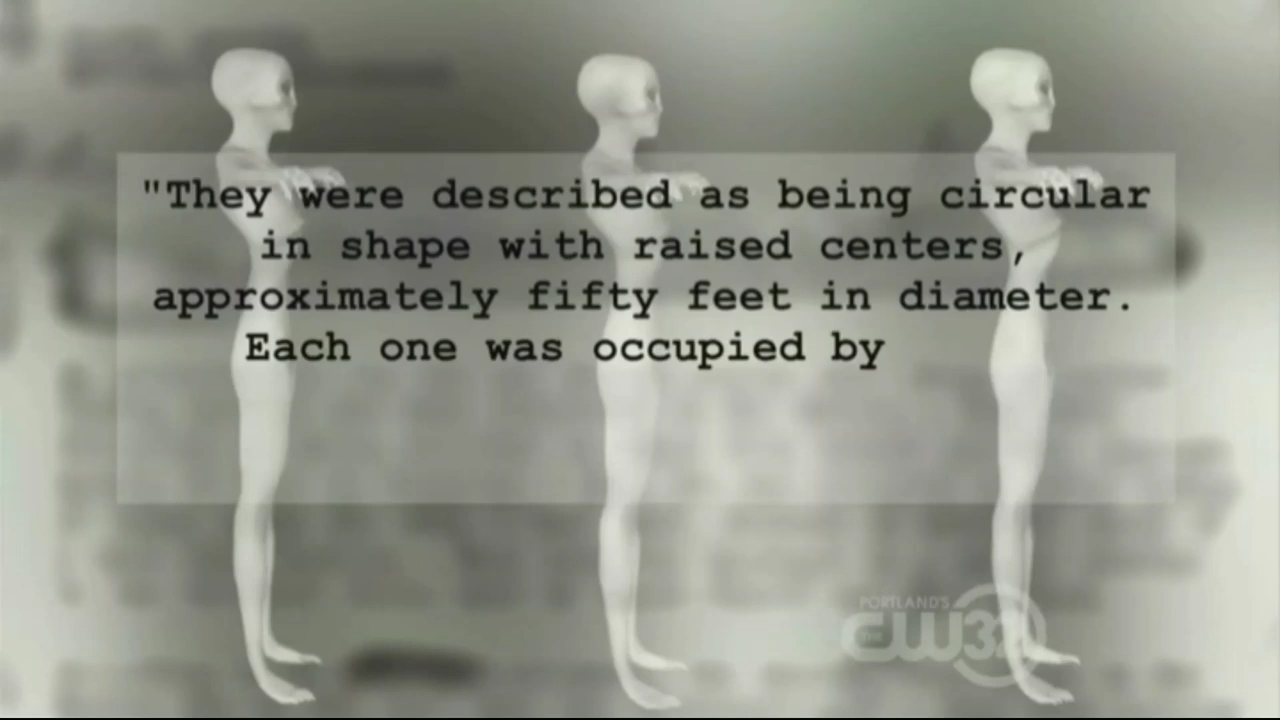 "They were described as being circular
in shape with raised centers,
approximately fifty feet in diameter.
Each one was occupied by
PORTLAND'S
the CW32